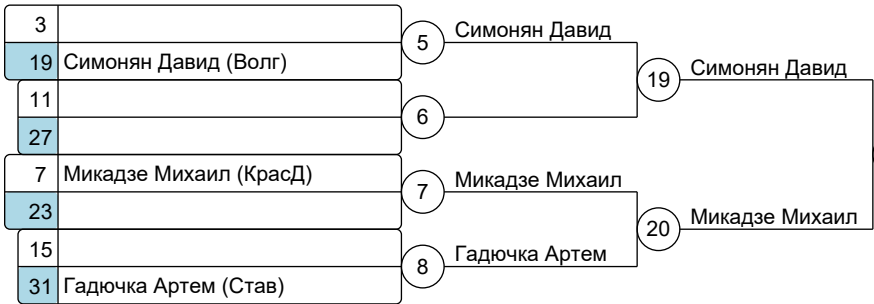 3
5 Симонян Давид
19 Симонян Давид (Волг)
19 Симонян Давид
11
6
27
7 Микадзе Михаил (КрасД)
7 Микадзе Михаил
23
20 Микадзе Михаил
15
8 Гадючка Артем
31 Гадючка Артем (Став)